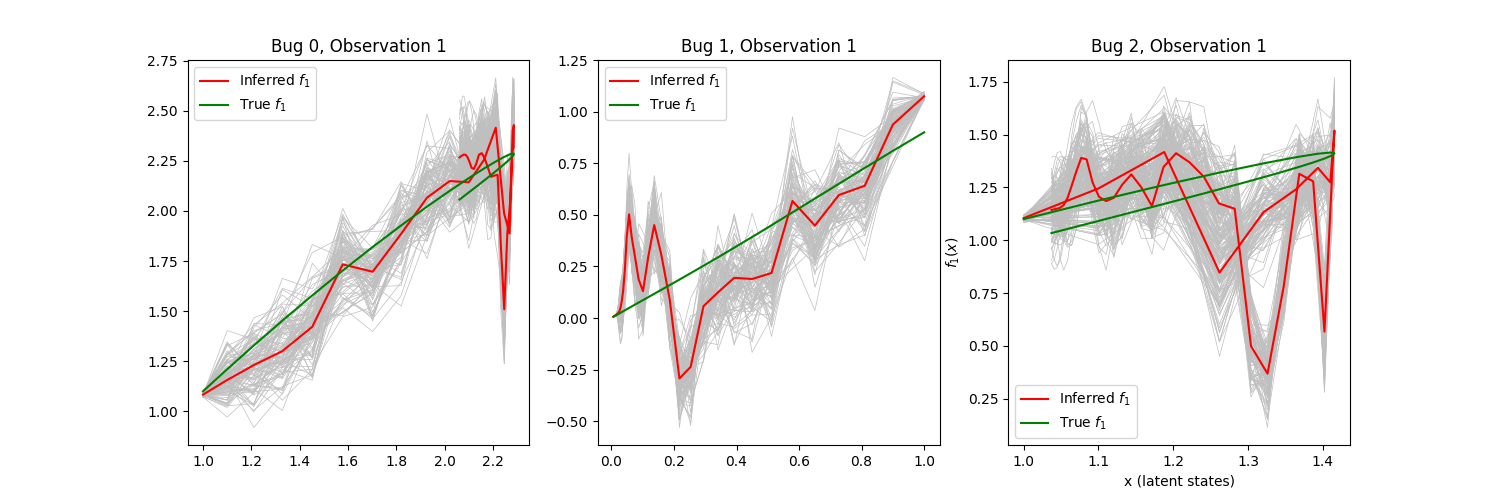 Bug 0, Observation 1
2.75
2.50
2.25
2.00
1.75
1.50
1.25
1.00
1.0 1.2 1.4 1.6 1.8 2.0 2.2
Inferred f₁
True f₁
Bug 1, Observation 1
1.25
1.00
0.75
0.50
0.25
0.00
−0.25
−0.50
0.0 0.2 0.4 0.6 0.8 1.0
Inferred f₁
True f₁
Bug 2, Observation 1
f₁(x)
1.75
1.50
1.25
1.00
0.75
0.50
0.25
1.0 1.1 1.2 1.3 1.4
x (latent states)
Inferred f₁
True f₁